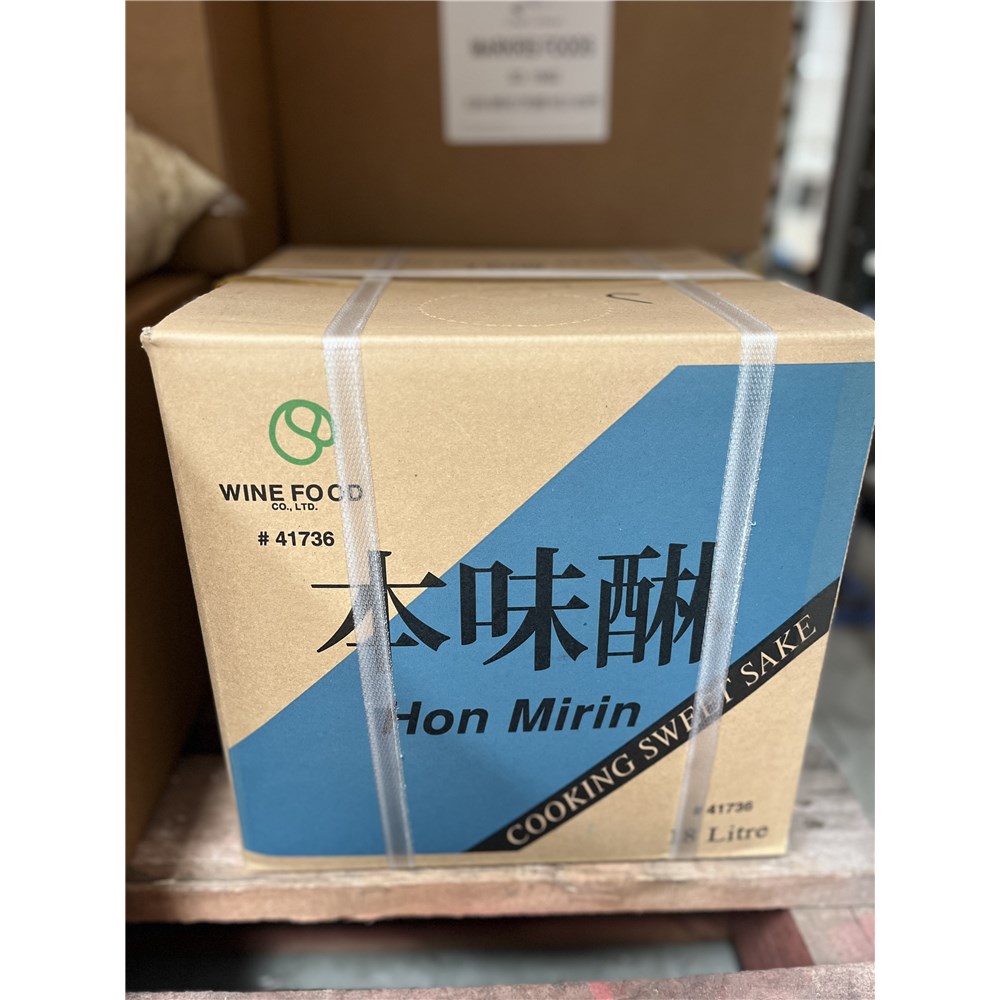 WINE FOOD
CO., LTD.
# 41736
本味醂
Hon Mirin
COOKING SWEET SAKE
# 41736
18 Litre